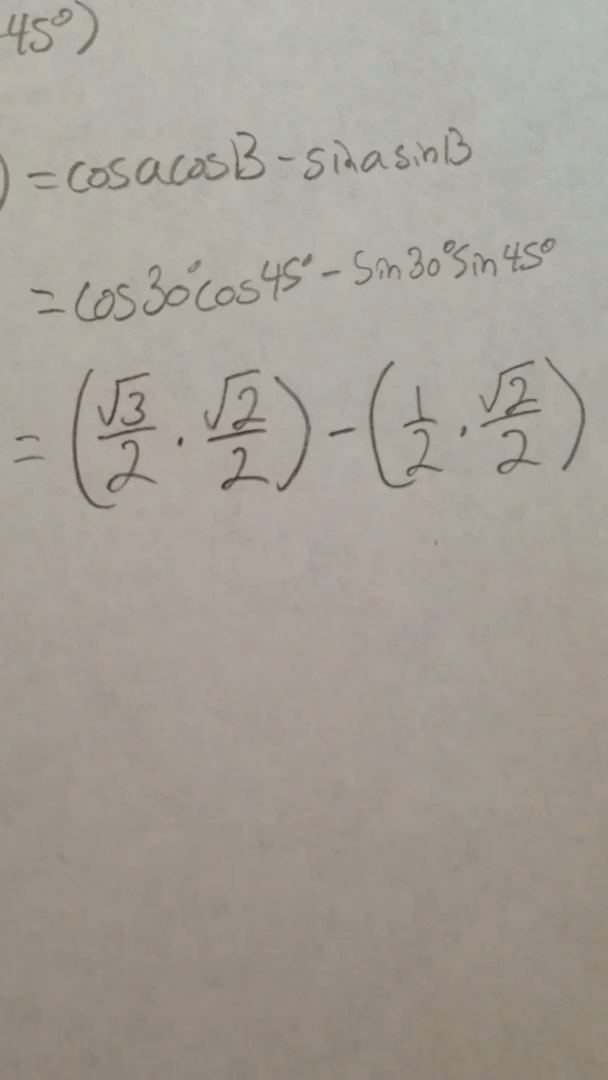 45°)
) = cosacosB - sinasinB
= cos30°cos45° - sin30°sin45°
= (√3/2 · √2/2) - (1/2 · √2/2)